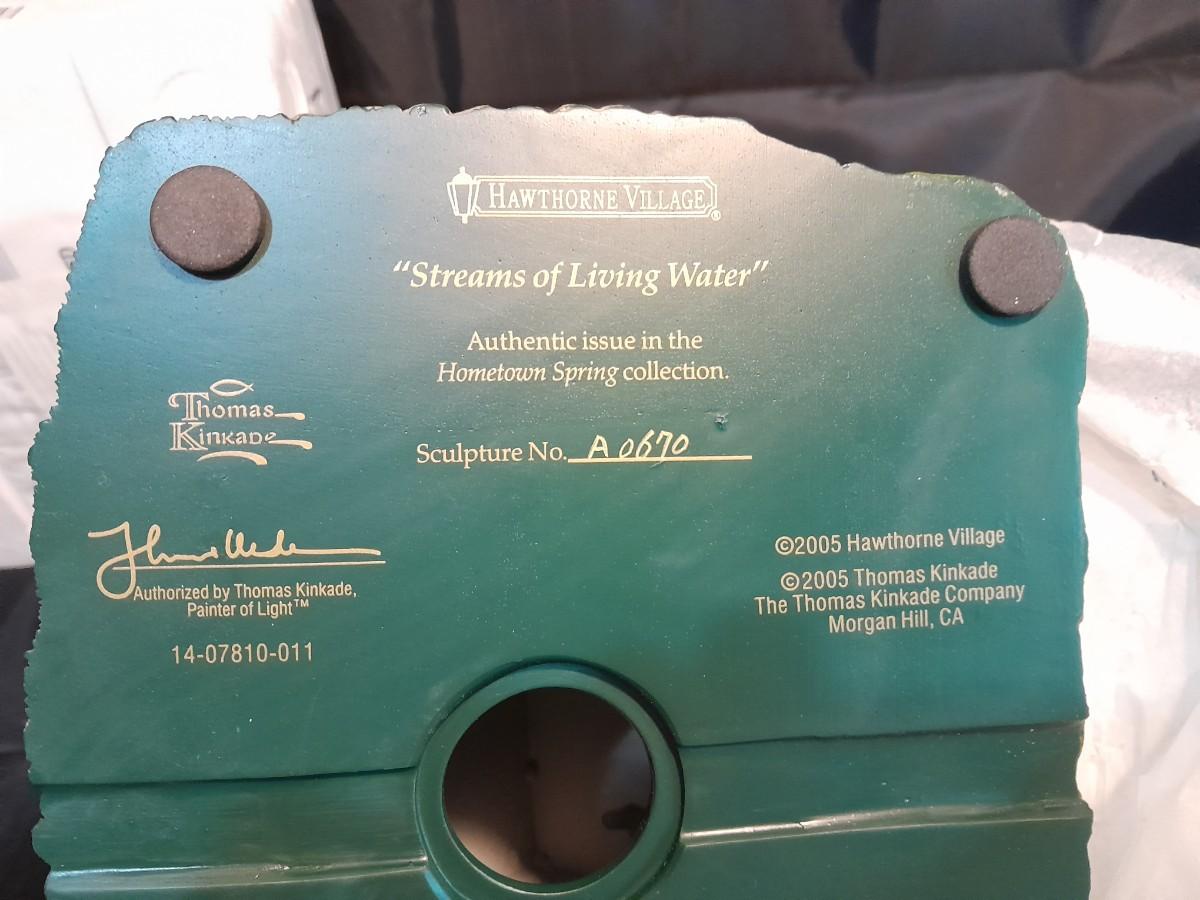 HAWTHORNE VILLAGE®
“Streams of Living Water”
Authentic issue in the
Hometown Spring collection.
Thomas
Kinkade
Sculpture No. A0670
Authorized by Thomas Kinkade,
Painter of Light™
14-07810-011
©2005 Hawthorne Village
©2005 Thomas Kinkade
The Thomas Kinkade Company
Morgan Hill, CA